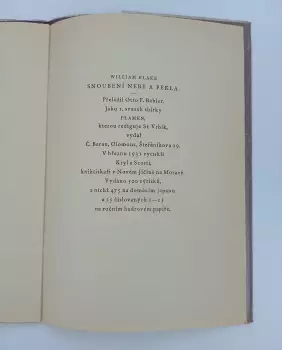 WILLIAM BLAKE
SNOUBENÍ NEBE A PEKLA.
Přeložil Otto F. Babler.
Jako 1. svazek sbírky
PLAMEN,
kterou rediguje St. Vrbík,
vydal
Č. Beran, Olomouc, Štefánikova 19.
V březnu 1931 vytiskli
Kryl a Scotti,
knihtiskaři v Novém Jičíně na Moravě
Vydáno 500 výtisků,
z nichž 475 na domácím japanu
a 25 číslovaných 1—25
na ručním hadrovém papíře.